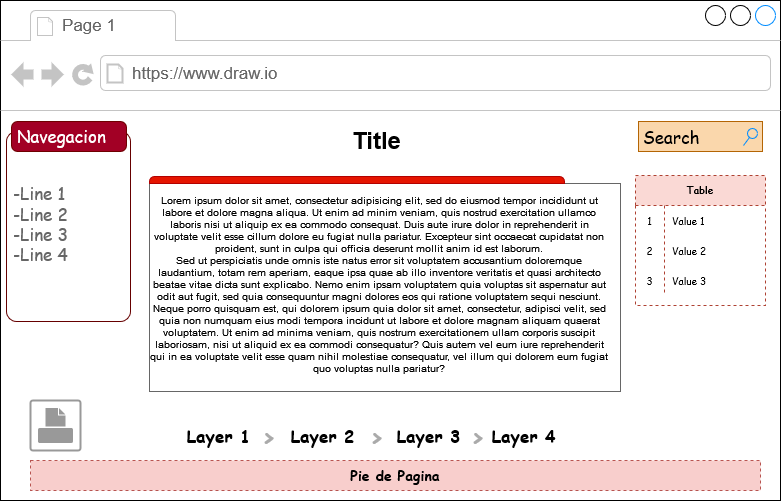 Page 1
https://www.draw.io
Navegacion
-Line 1
-Line 2
-Line 3
-Line 4
Title
Lorem ipsum dolor sit amet, consectetur adipisicing elit, sed do eiusmod tempor incididunt ut
labore et dolore magna aliqua. Ut enim ad minim veniam, quis nostrud exercitation ullamco
laboris nisi ut aliquip ex ea commodo consequat. Duis aute irure dolor in reprehenderit in
voluptate velit esse cillum dolore eu fugiat nulla pariatur. Excepteur sint occaecat cupidatat non
proident, sunt in culpa qui officia deserunt mollit anim id est laborum.
Sed ut perspiciatis unde omnis iste natus error sit voluptatem accusantium doloremque
laudantium, totam rem aperiam, eaque ipsa quae ab illo inventore veritatis et quasi architecto
beatae vitae dicta sunt explicabo. Nemo enim ipsam voluptatem quia voluptas sit aspernatur aut
odit aut fugit, sed quia consequuntur magni dolores eos qui ratione voluptatem sequi nesciunt.
Neque porro quisquam est, qui dolorem ipsum quia dolor sit amet, consectetur, adipisci velit, sed
quia non numquam eius modi tempora incidunt ut labore et dolore magnam aliquam quaerat
voluptatem. Ut enim ad minima veniam, quis nostrum exercitationem ullam corporis suscipit
laboriosam, nisi ut aliquid ex ea commodi consequatur? Quis autem vel eum iure reprehenderit
qui in ea voluptate velit esse quam nihil molestiae consequatur, vel illum qui dolorem eum fugiat
quo voluptas nulla pariatur?
Search
Table
1 Value 1
2 Value 2
3 Value 3
Layer 1 > Layer 2 > Layer 3 > Layer 4
Pie de Pagina